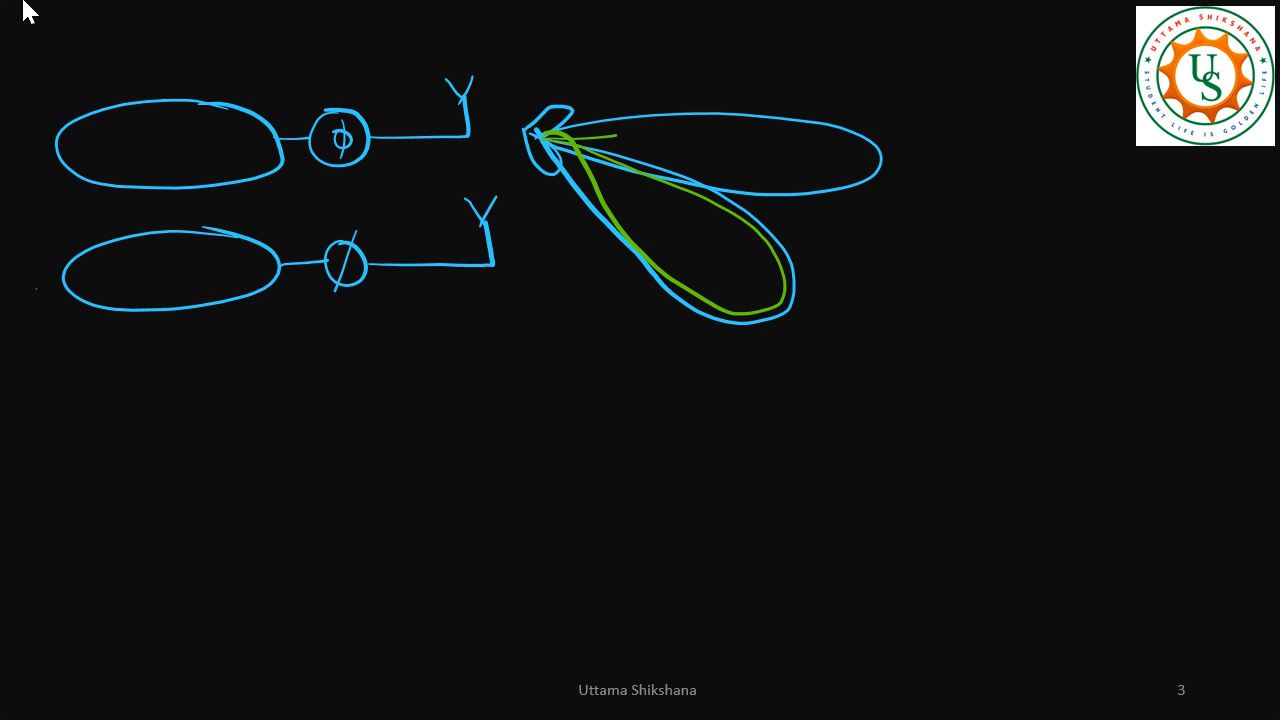 UTTAMA SHIKSHANA
US
STUDENT LIFE IS GOLDEN LIFE
Φ
Φ
Uttama Shikshana
3